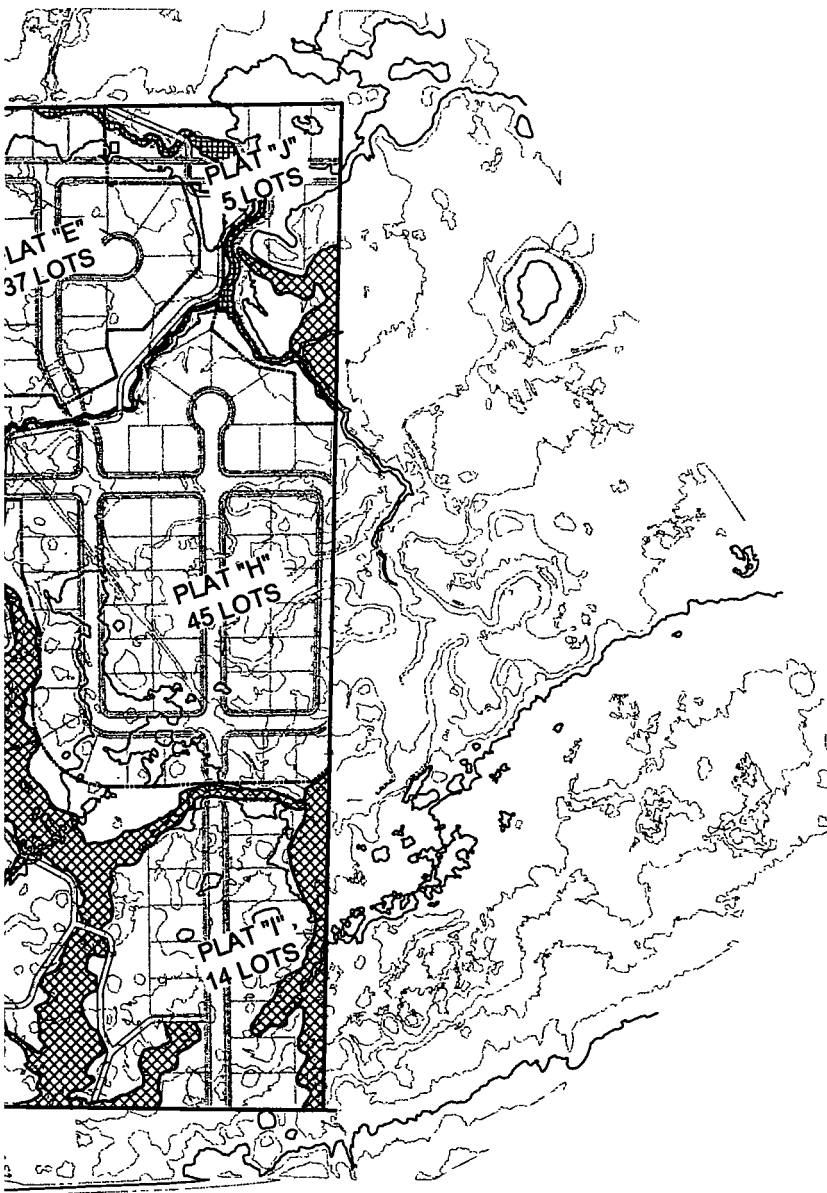 PLAT "J"
5 LOTS
LAT "E"
37 LOTS
PLAT "H"
45 LOTS
PLAT "I"
14 LOTS